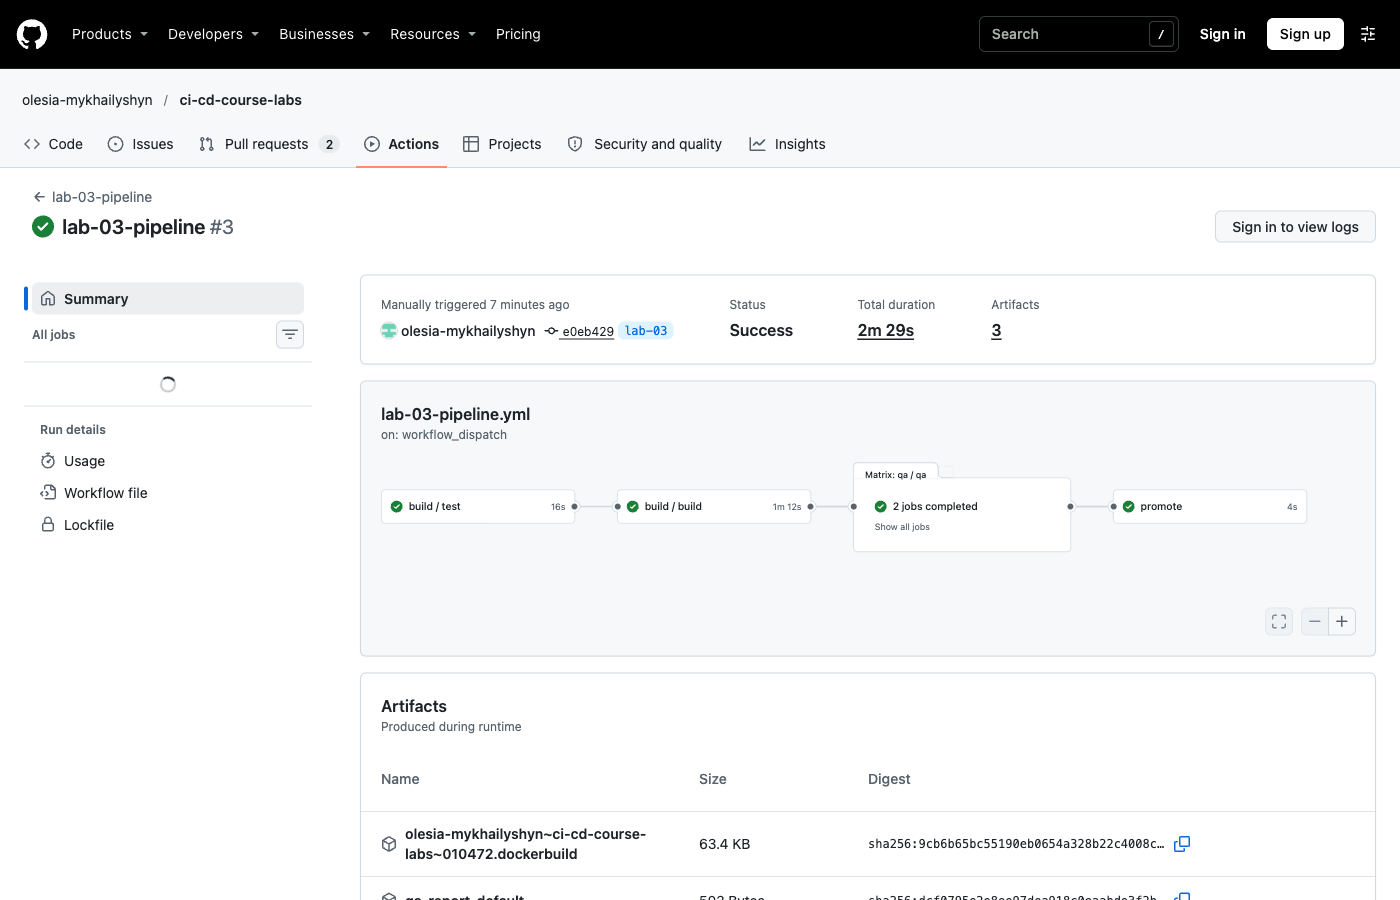 Products Developers Businesses Resources Pricing Search / Sign in Sign up
olesia-mykhailyshyn / ci-cd-course-labs
Code Issues Pull requests 2 Actions Projects Security and quality Insights
lab-03-pipeline
lab-03-pipeline #3
Sign in to view logs
Summary
All jobs
Run details
Usage
Workflow file
Lockfile
Manually triggered 7 minutes ago
olesia-mykhailyshyn e0eb429 lab-03
Status
Success
Total duration
2m 29s
Artifacts
3
lab-03-pipeline.yml
on: workflow_dispatch
build / test 16s
build / build 1m 12s
Matrix: qa / qa
2 jobs completed
Show all jobs
promote 4s
Artifacts
Produced during runtime
Name Size Digest
olesia-mykhailyshyn~ci-cd-course-
labs~010472.dockerbuild
63.4 KB
sha256:9cb6b65bc55190eb0654a328b22c4008c…